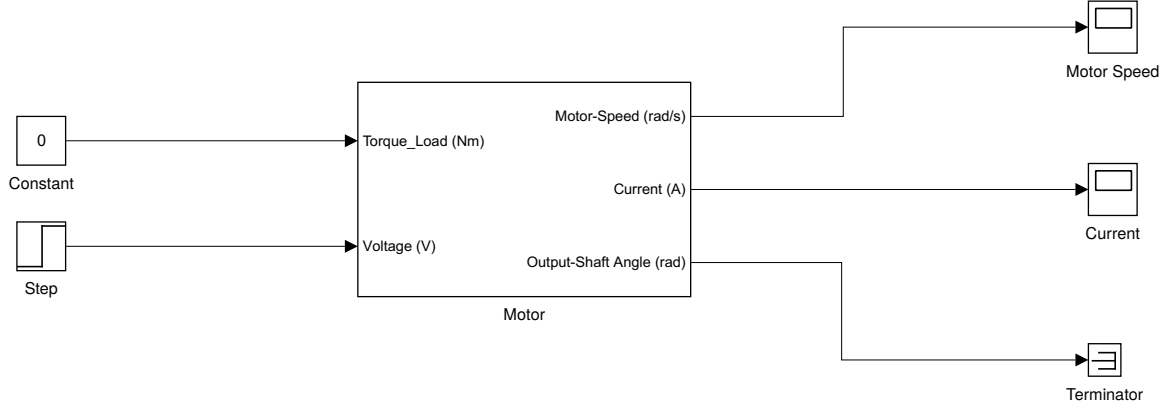 Motor Speed
Motor-Speed (rad/s)
0
Torque_Load (Nm)
Constant
Current (A)
Current
Voltage (V)
Output-Shaft Angle (rad)
Step
Motor
Terminator